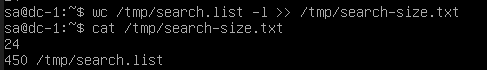 sa@dc-1:~$ wc /tmp/search.list -l >> /tmp/search-size.txt
sa@dc-1:~$ cat /tmp/search-size.txt
24
450 /tmp/search.list